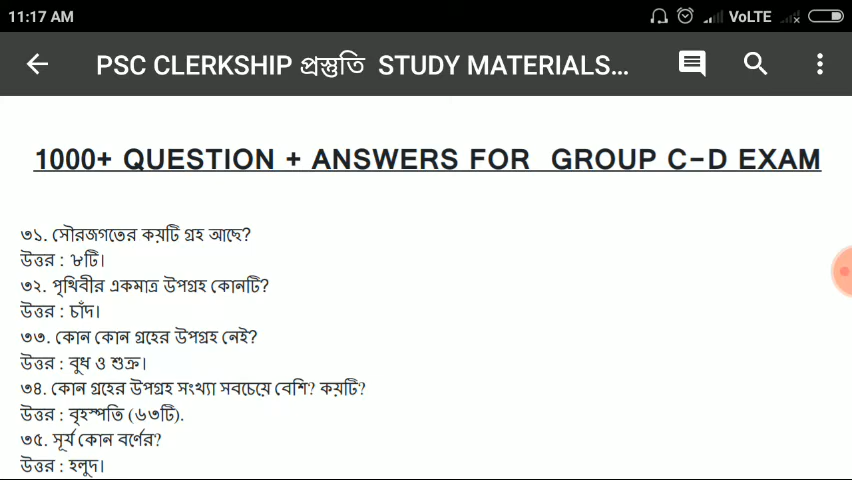 11:17 AM VoLTE
PSC CLERKSHIP প্রস্তুতি STUDY MATERIALS...
1000+ QUESTION + ANSWERS FOR GROUP C-D EXAM
৩১. সৌরজগতের কয়টি গ্রহ আছে?
উত্তর : ৮টি।
৩২. পৃথিবীর একমাত্র উপগ্রহ কোনটি?
উত্তর : চাঁদ।
৩৩. কোন কোন গ্রহের উপগ্রহ নেই?
উত্তর : বুধ ও শুক্র।
৩৪. কোন গ্রহের উপগ্রহ সংখ্যা সবচেয়ে বেশি? কয়টি?
উত্তর : বৃহস্পতি (৬৩টি).
৩৫. সূর্য কোন বর্ণের?
উত্তর : হলুদ।